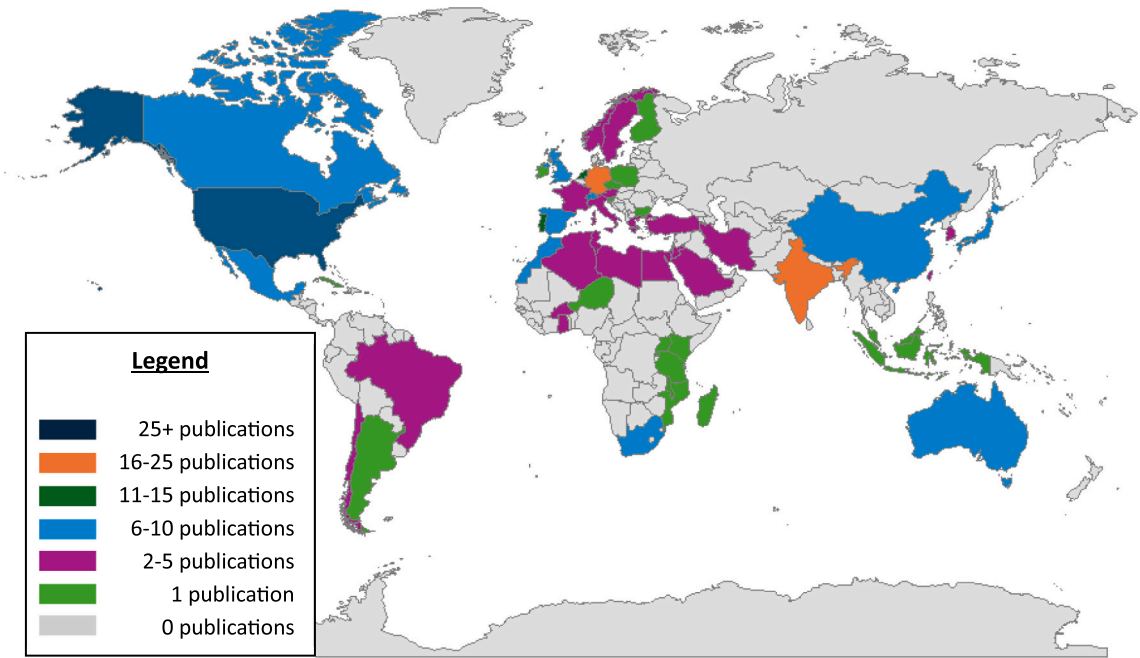 Legend
25+ publications
16-25 publications
11-15 publications
6-10 publications
2-5 publications
1 publication
0 publications